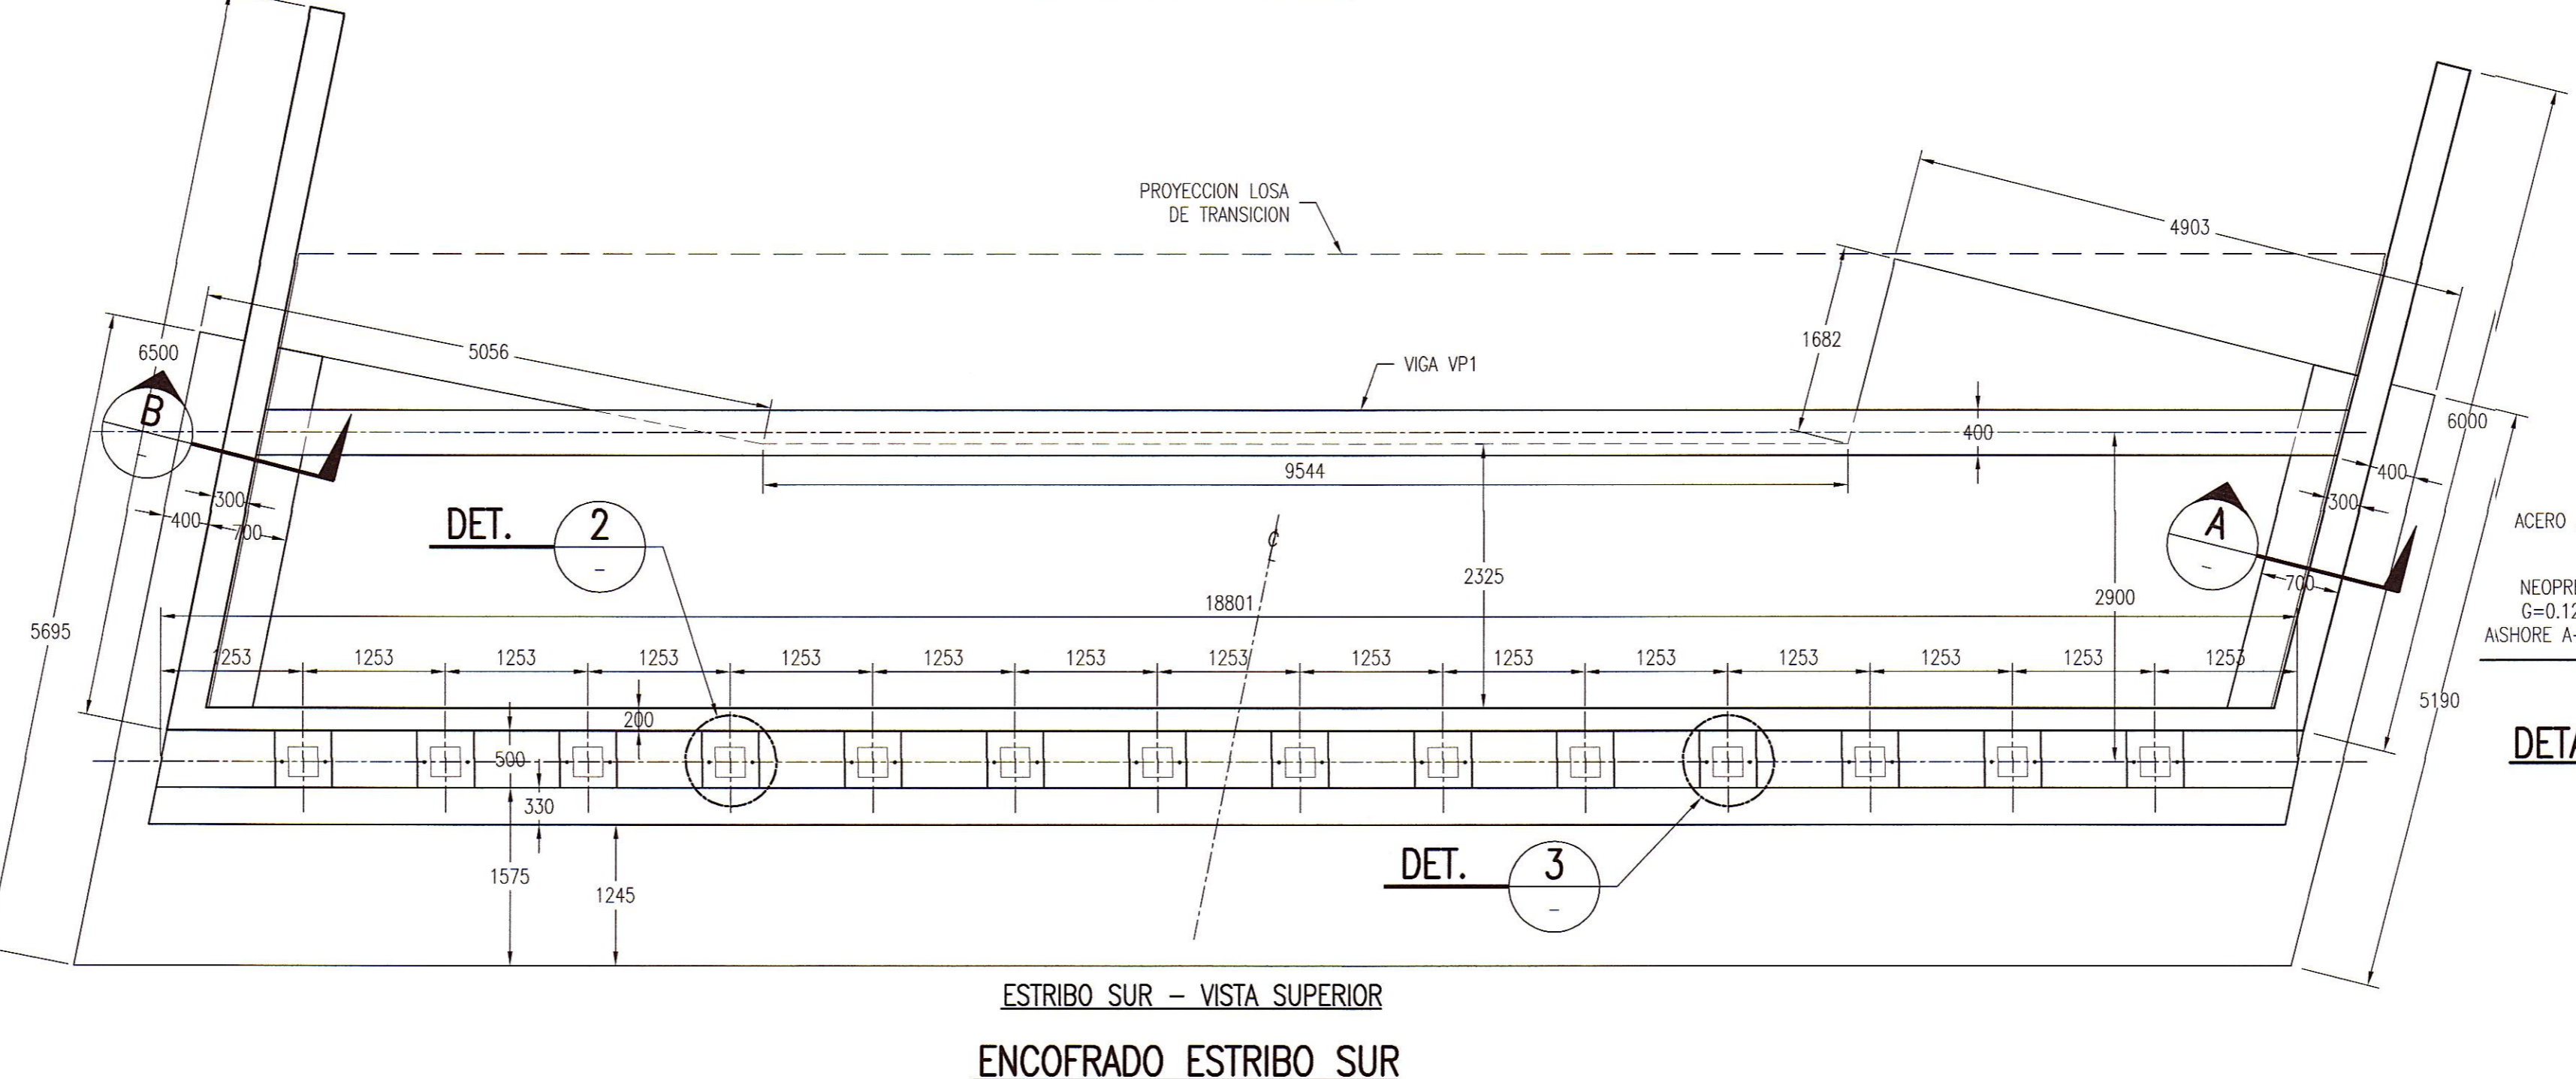 PROYECCION LOSA
DE TRANSICION
4903
1682
6500
5056
VIGA VP1
6000
B
-
400
9544
400
300
400
700
300
DET. 2
-
₵
A
-
ACERO
2325
700
2900
NEOPR
G=0.12
18801
5695
1253 1253 1253 1253 1253 1253 1253 1253 1253 1253 1253 1253 1253 1253 1253
SHORE A-
5190
200
500
330
DETA
1575
1245
DET. 3
-
ESTRIBO SUR – VISTA SUPERIOR
ENCOFRADO ESTRIBO SUR